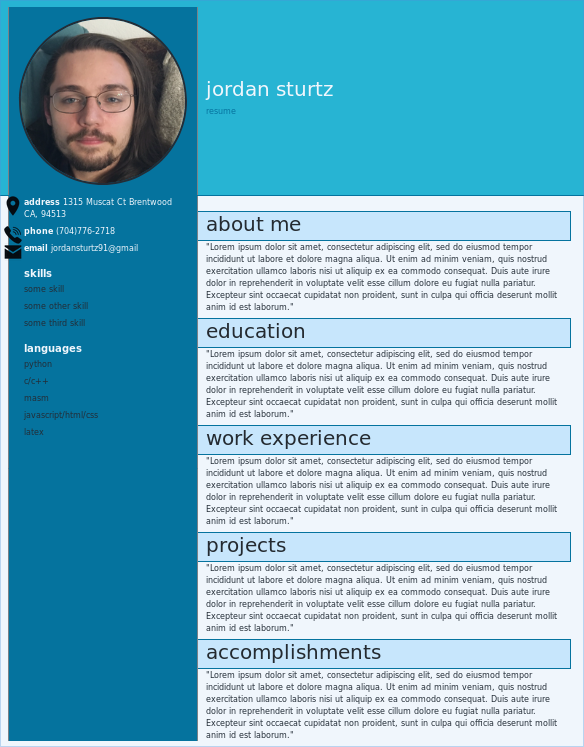 jordan sturtz
resume
address 1315 Muscat Ct Brentwood
CA, 94513
phone (704)776-2718
email jordansturtz91@gmail
skills
some skill
some other skill
some third skill
languages
python
c/c++
masm
javascript/html/css
latex
about me
"Lorem ipsum dolor sit amet, consectetur adipiscing elit, sed do eiusmod tempor
incididunt ut labore et dolore magna aliqua. Ut enim ad minim veniam, quis nostrud
exercitation ullamco laboris nisi ut aliquip ex ea commodo consequat. Duis aute irure
dolor in reprehenderit in voluptate velit esse cillum dolore eu fugiat nulla pariatur.
Excepteur sint occaecat cupidatat non proident, sunt in culpa qui officia deserunt mollit
anim id est laborum."
education
"Lorem ipsum dolor sit amet, consectetur adipiscing elit, sed do eiusmod tempor
incididunt ut labore et dolore magna aliqua. Ut enim ad minim veniam, quis nostrud
exercitation ullamco laboris nisi ut aliquip ex ea commodo consequat. Duis aute irure
dolor in reprehenderit in voluptate velit esse cillum dolore eu fugiat nulla pariatur.
Excepteur sint occaecat cupidatat non proident, sunt in culpa qui officia deserunt mollit
anim id est laborum."
work experience
"Lorem ipsum dolor sit amet, consectetur adipiscing elit, sed do eiusmod tempor
incididunt ut labore et dolore magna aliqua. Ut enim ad minim veniam, quis nostrud
exercitation ullamco laboris nisi ut aliquip ex ea commodo consequat. Duis aute irure
dolor in reprehenderit in voluptate velit esse cillum dolore eu fugiat nulla pariatur.
Excepteur sint occaecat cupidatat non proident, sunt in culpa qui officia deserunt mollit
anim id est laborum."
projects
"Lorem ipsum dolor sit amet, consectetur adipiscing elit, sed do eiusmod tempor
incididunt ut labore et dolore magna aliqua. Ut enim ad minim veniam, quis nostrud
exercitation ullamco laboris nisi ut aliquip ex ea commodo consequat. Duis aute irure
dolor in reprehenderit in voluptate velit esse cillum dolore eu fugiat nulla pariatur.
Excepteur sint occaecat cupidatat non proident, sunt in culpa qui officia deserunt mollit
anim id est laborum."
accomplishments
"Lorem ipsum dolor sit amet, consectetur adipiscing elit, sed do eiusmod tempor
incididunt ut labore et dolore magna aliqua. Ut enim ad minim veniam, quis nostrud
exercitation ullamco laboris nisi ut aliquip ex ea commodo consequat. Duis aute irure
dolor in reprehenderit in voluptate velit esse cillum dolore eu fugiat nulla pariatur.
Excepteur sint occaecat cupidatat non proident, sunt in culpa qui officia deserunt mollit
anim id est laborum."